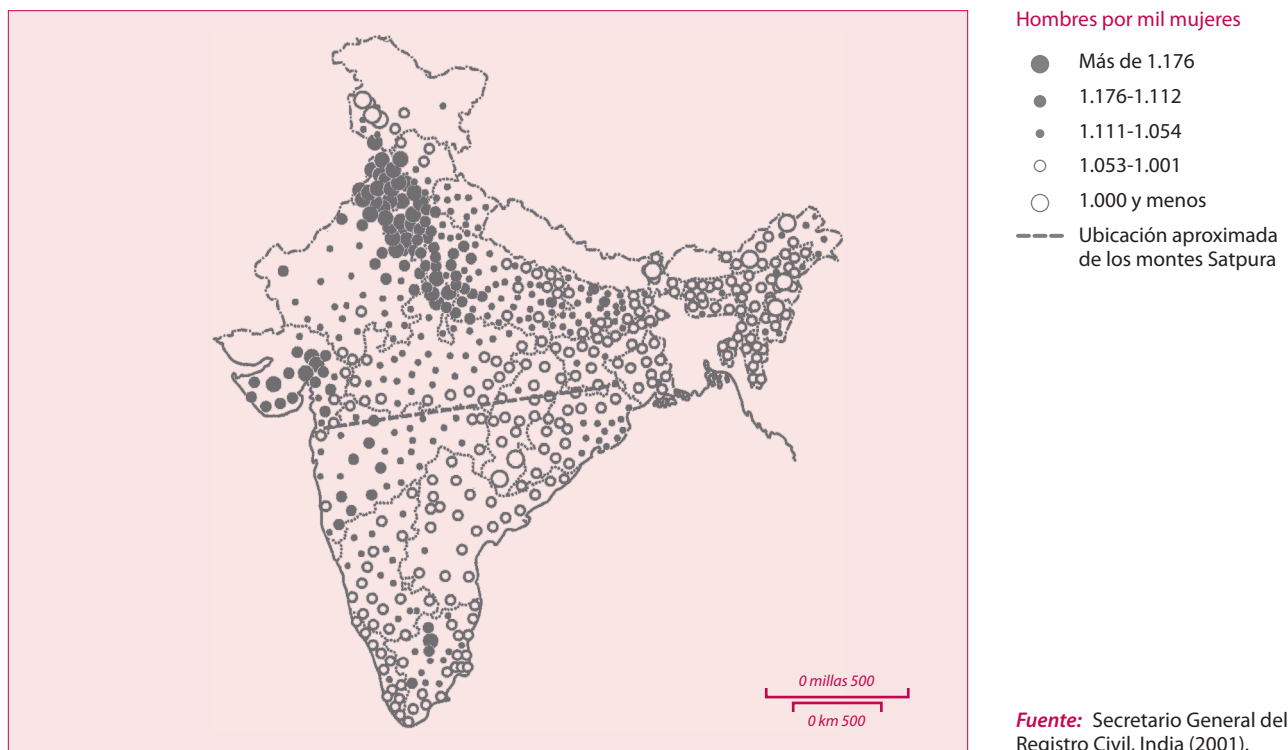 Hombres por mil mujeres
Más de 1.176
1.176-1.112
1.111-1.054
1.053-1.001
1.000 y menos
Ubicación aproximada
de los montes Satpura
0 millas 500
0 km 500
Fuente: Secretario General del
Registro Civil, India (2001).